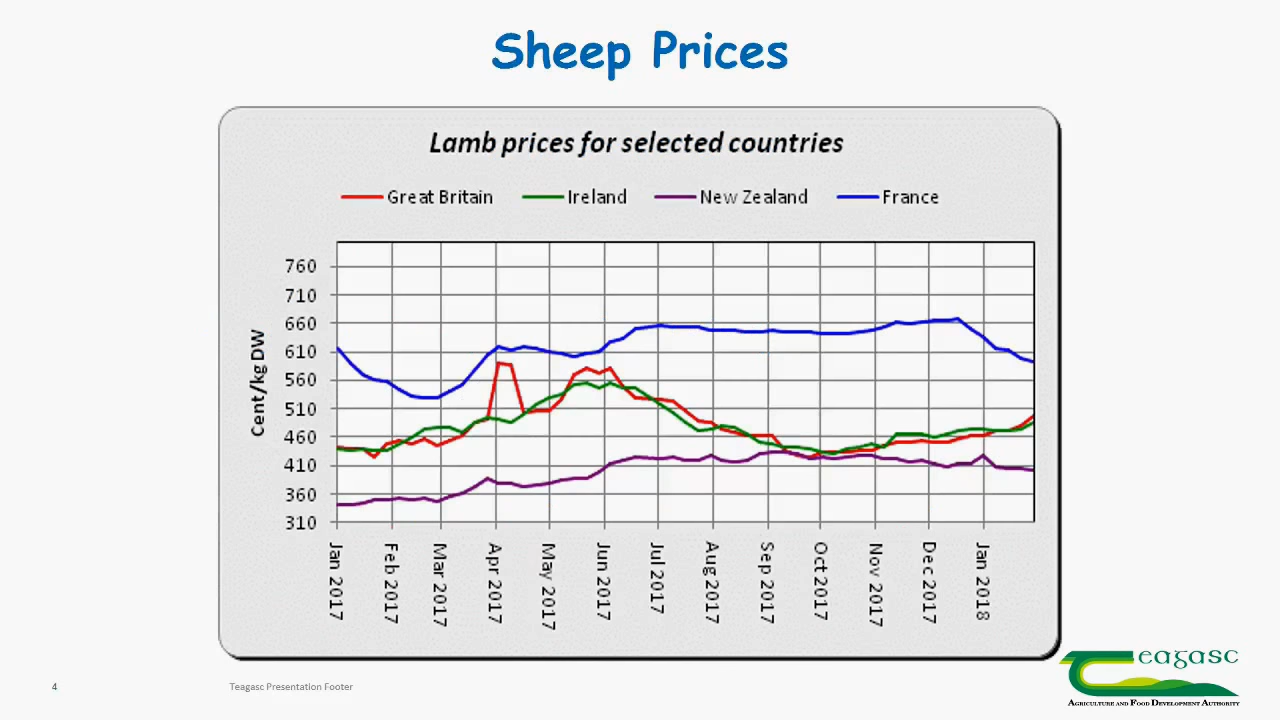 Sheep Prices
Lamb prices for selected countries
Great Britain Ireland New Zealand France
Cent/kg DW
760
710
660
610
560
510
460
410
360
310
Jan 2017
Feb 2017
Mar 2017
Apr 2017
May 2017
Jun 2017
Jul 2017
Aug 2017
Sep 2017
Oct 2017
Nov 2017
Dec 2017
Jan 2018
4
Teagasc Presentation Footer
Teagasc
Agriculture and Food Development Authority